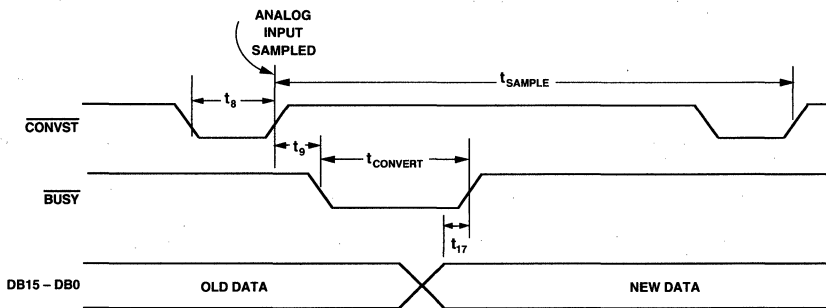 ANALOG
INPUT
SAMPLED
tSAMPLE
t8
CONVST
t9
tCONVERT
BUSY
t17
DB15 – DB0
OLD DATA
NEW DATA